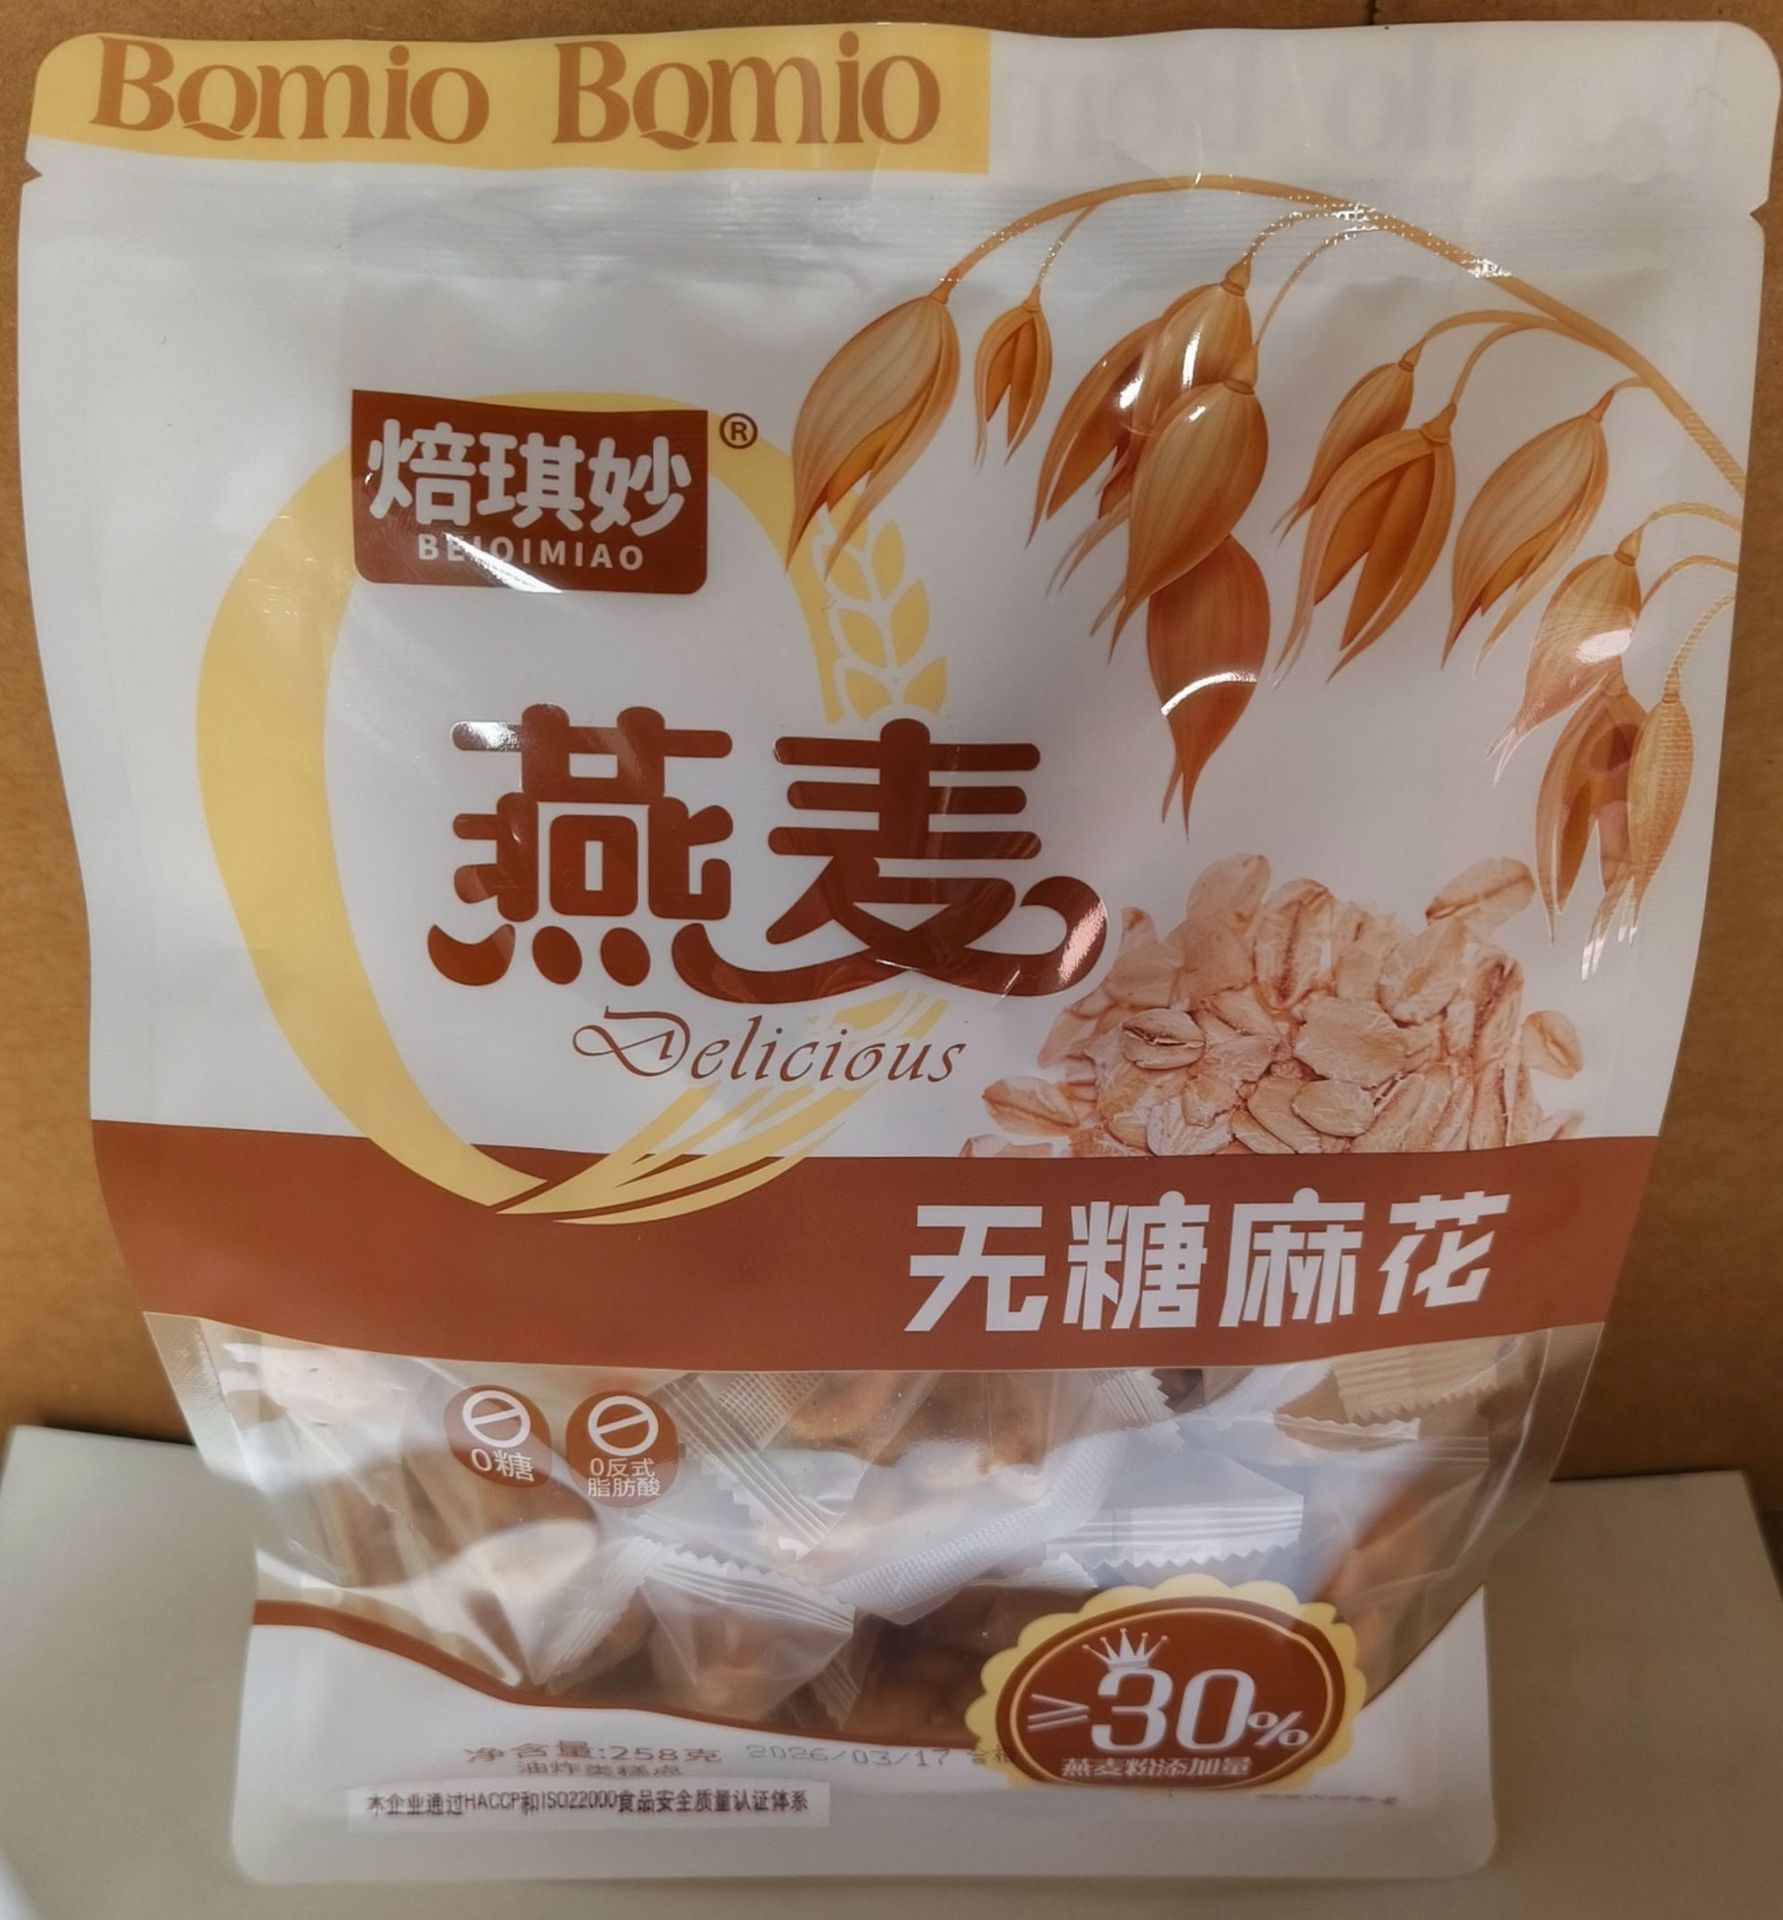 Bomio Bomio
焙琪妙®
BEIQIMIAO
燕麦
Delicious
无糖麻花
0糖
0反式
脂肪酸
≥30%
燕麦粉添加量
净含量:258克 2026/03/17 合格
油炸类糕点
本企业通过HACCP和ISO22000食品安全质量认证体系